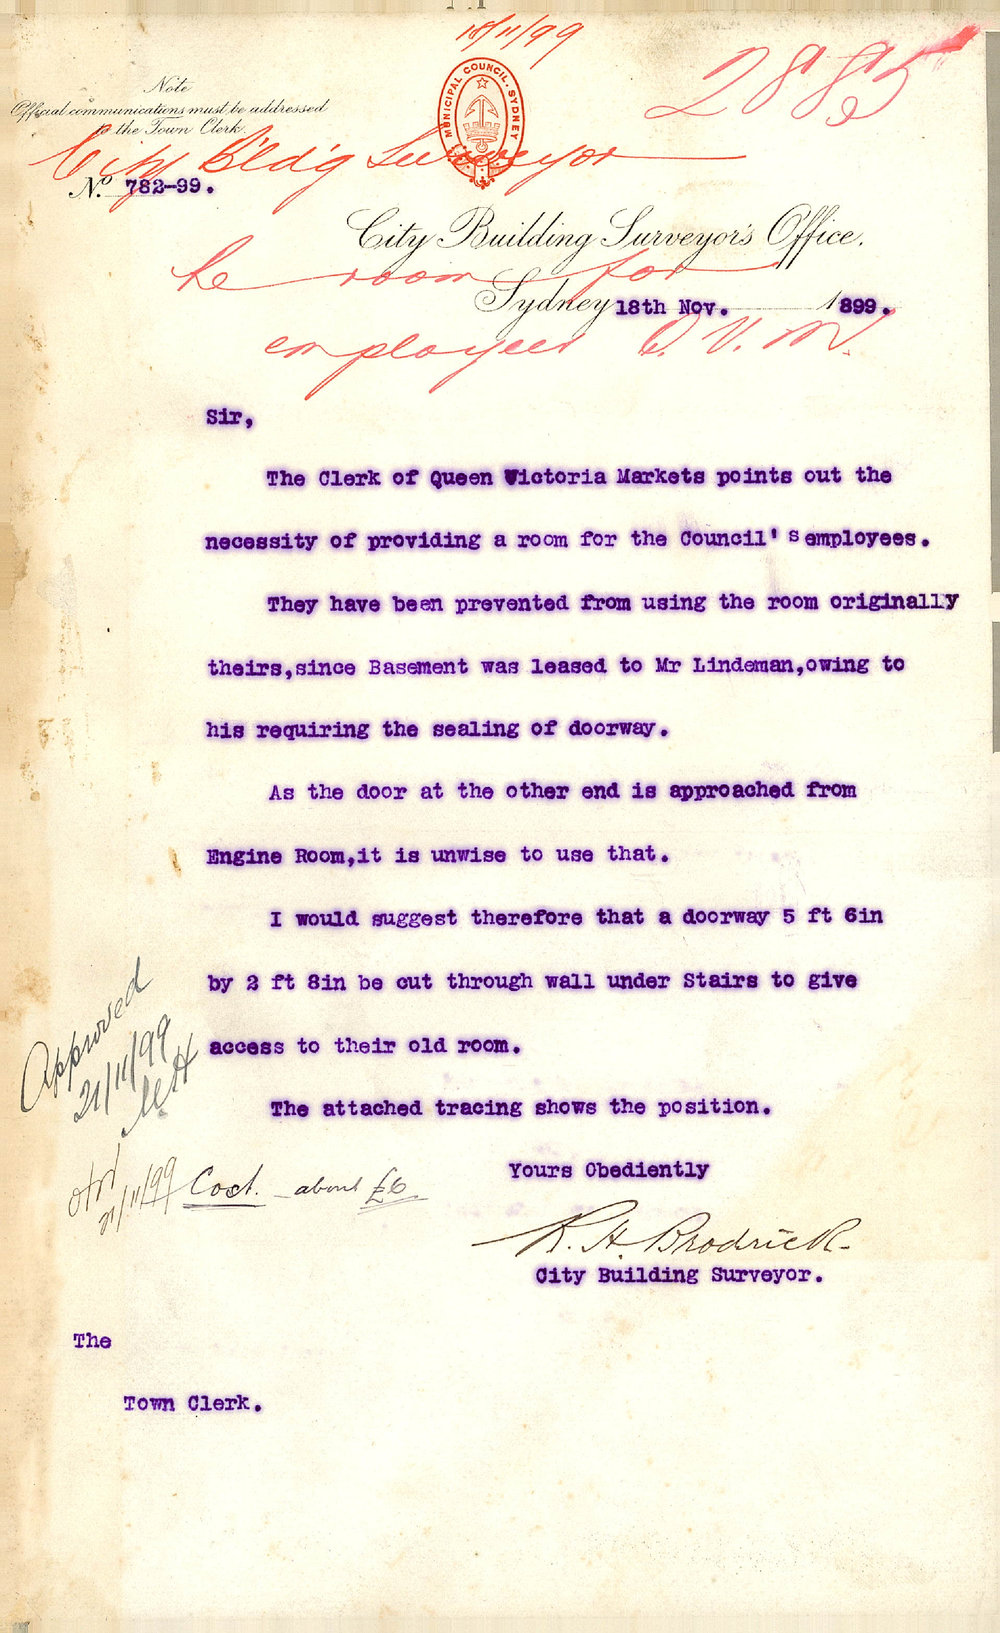 18/11/99
2885
Note
Official communications must be addressed
to the Town Clerk.
MUNICIPAL COUNCIL. SYDNEY
City Bld'g Surveyor
No. 782-99.
City Building Surveyor's Office.
re room for
Sydney 18th Nov. 1899.
employees Q. V. M.
Sir,
The Clerk of Queen Victoria Markets points out the
necessity of providing a room for the Council's employees.
They have been prevented from using the room originally
theirs,since Basement was leased to Mr Lindeman,owing to
his requiring the sealing of doorway.
As the door at the other end is approached from
Engine Room,it is unwise to use that.
I would suggest therefore that a doorway 5 ft 6in
by 2 ft 8in be cut through wall under Stairs to give
access to their old room.
The attached tracing shows the position.
Approved
21/11/99
Yours Obediently
21/11/99
Cost. about £6
R. H. Brodrick.
City Building Surveyor.
The
Town Clerk.